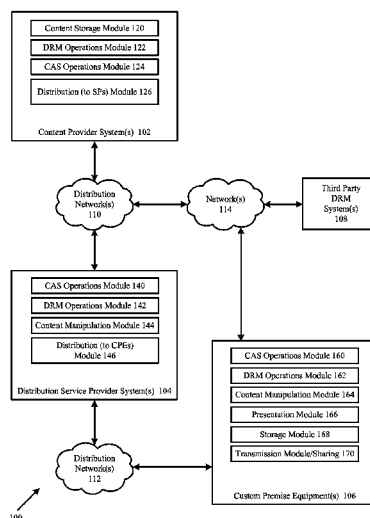 Content Storage Module 120
DRM Operations Module 122
CAS Operations Module 124
Distribution (to SPs) Module 126
Content Provider System(s) 102
Distribution
Network(s)
110
Network(s)
114
Third Party
DRM
System(s)
108
CAS Operations Module 140
DRM Operations Module 142
Content Manipulation Module 144
Distribution (to CPEs)
Module 146
Distribution Service Provider System(s) 104
CAS Operations Module 160
DRM Operations Module 162
Content Manipulation Module 164
Presentation Module 166
Storage Module 168
Transmission Module/Sharing 170
Custom Premise Equipment(s) 106
Distribution
Network(s)
112